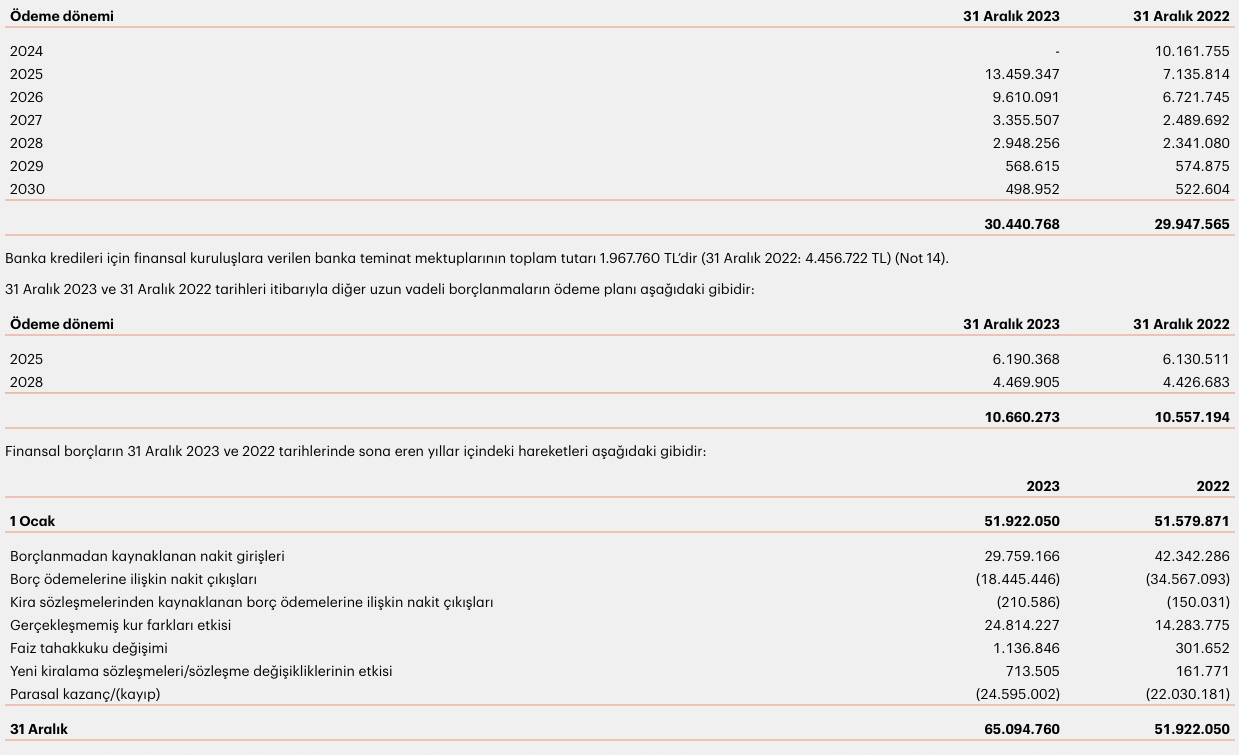 Ödeme dönemi 31 Aralık 2023 31 Aralık 2022
2024 - 10.161.755
2025 13.459.347 7.135.814
2026 9.610.091 6.721.745
2027 3.355.507 2.489.692
2028 2.948.256 2.341.080
2029 568.615 574.875
2030 498.952 522.604
30.440.768 29.947.565
Banka kredileri için finansal kuruluşlara verilen banka teminat mektuplarının toplam tutarı 1.967.760 TL'dir (31 Aralık 2022: 4.456.722 TL) (Not 14).
31 Aralık 2023 ve 31 Aralık 2022 tarihleri itibarıyla diğer uzun vadeli borçlanmaların ödeme planı aşağıdaki gibidir:
Ödeme dönemi 31 Aralık 2023 31 Aralık 2022
2025 6.190.368 6.130.511
2028 4.469.905 4.426.683
10.660.273 10.557.194
Finansal borçların 31 Aralık 2023 ve 2022 tarihlerinde sona eren yıllar içindeki hareketleri aşağıdaki gibidir:
2023 2022
1 Ocak 51.922.050 51.579.871
Borçlanmadan kaynaklanan nakit girişleri 29.759.166 42.342.286
Borç ödemelerine ilişkin nakit çıkışları (18.445.446) (34.567.093)
Kira sözleşmelerinden kaynaklanan borç ödemelerine ilişkin nakit çıkışları (210.586) (150.031)
Gerçekleşmemiş kur farkları etkisi 24.814.227 14.283.775
Faiz tahakkuku değişimi 1.136.846 301.652
Yeni kiralama sözleşmeleri/sözleşme değişikliklerinin etkisi 713.505 161.771
Parasal kazanç/(kayıp) (24.595.002) (22.030.181)
31 Aralık 65.094.760 51.922.050